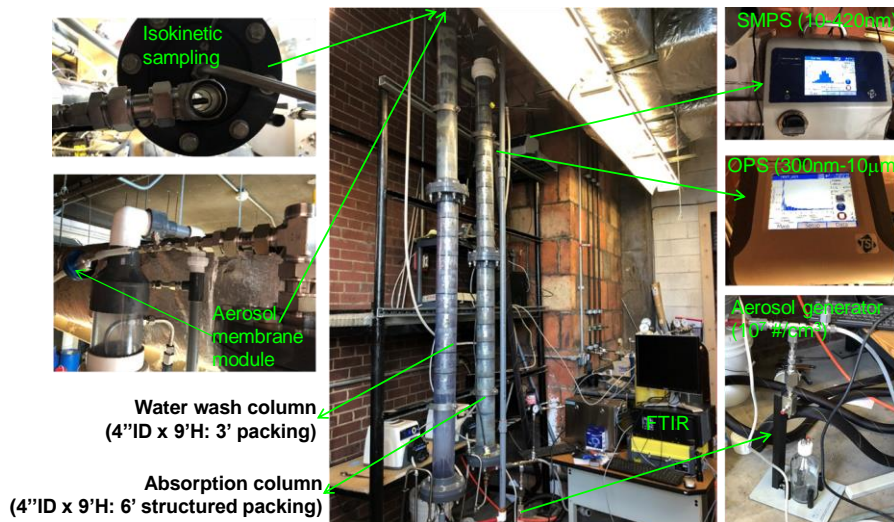 Isokinetic
sampling
SMPS (10-420nm)
OPS (300nm-10μm
TSI
Aerosol
membrane
module
Aerosol generator
Water wash column
(4”ID x 9’H: 3’ packing)
FTIR
Absorption column
(4”ID x 9’H: 6’ structured packing)